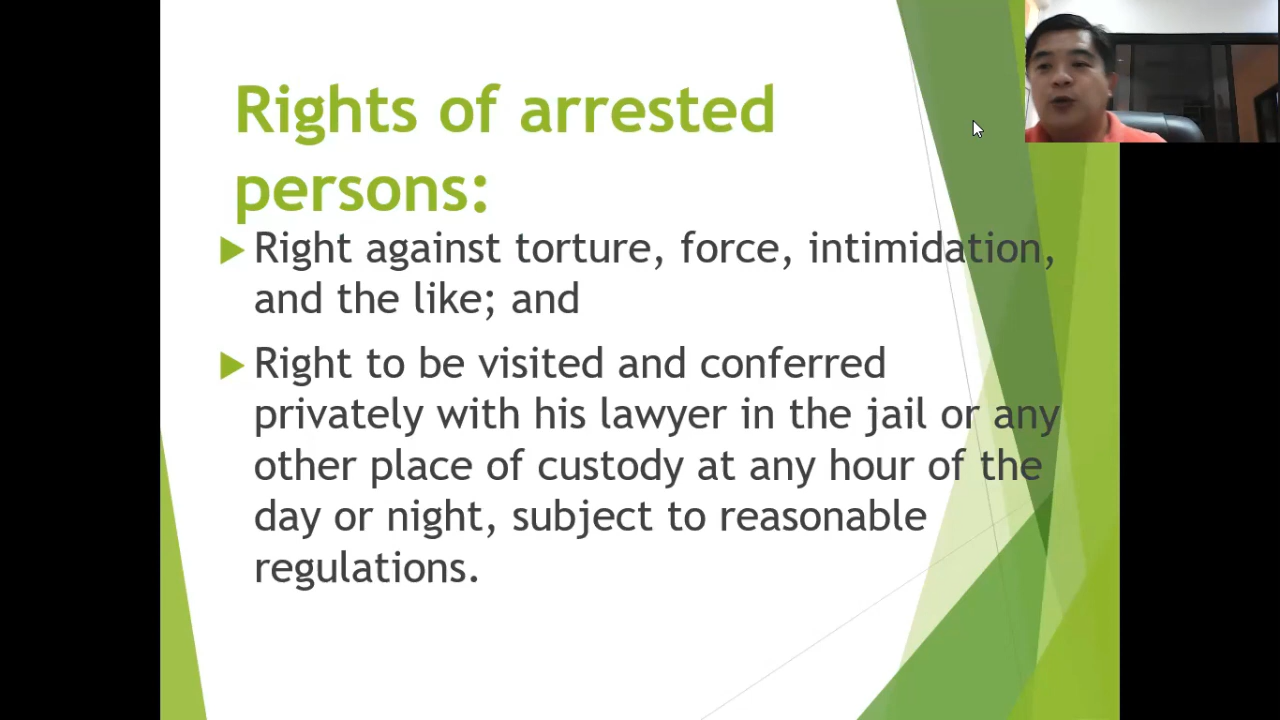 Rights of arrested
persons:
Right against torture, force, intimidation,
and the like; and
Right to be visited and conferred
privately with his lawyer in the jail or any
other place of custody at any hour of the
day or night, subject to reasonable
regulations.